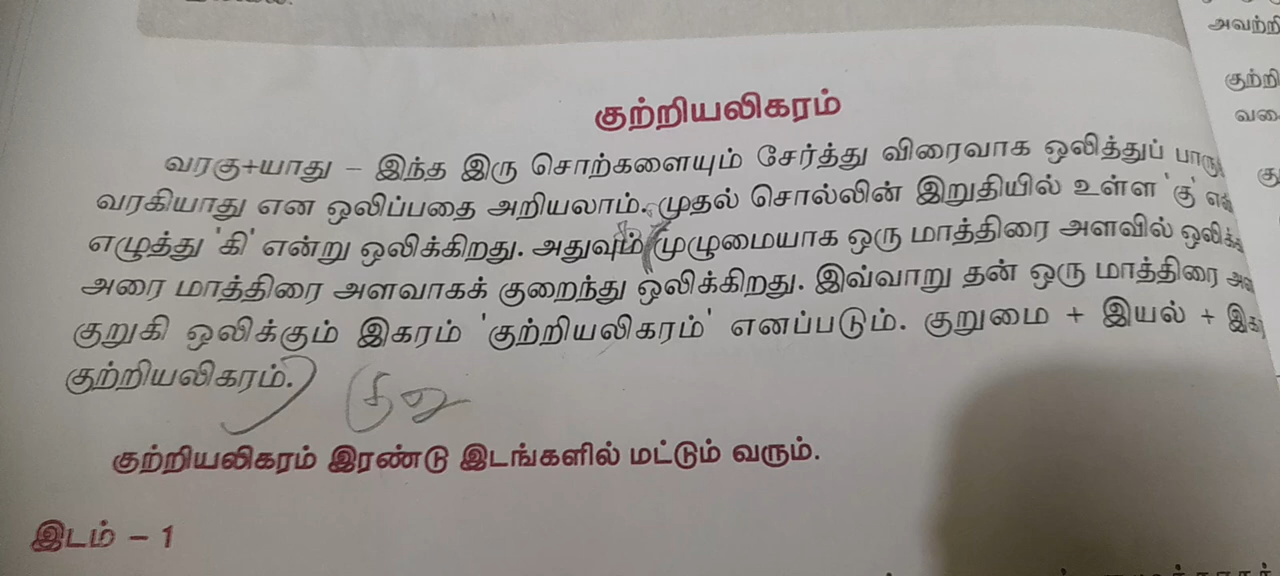 அவற்றி
குற்றி
வகை
கு
குற்றியலிகரம்
வரகு+யாது – இந்த இரு சொற்களையும் சேர்த்து விரைவாக ஒலித்துப்
வரகியாது என ஒலிப்பதை அறியலாம். முதல் சொல்லின் இறுதியில் உள்ள 'கு'
எழுத்து 'கி' என்று ஒலிக்கிறது. அதுவும் முழுமையாக ஒரு மாத்திரை அளவில்
அரை மாத்திரை அளவாகக் குறைந்து ஒலிக்கிறது. இவ்வாறு தன் ஒரு மாத்திரை
குறுகி ஒலிக்கும் இகரம் 'குற்றியலிகரம்' எனப்படும். குறுமை + இயல் +
குற்றியலிகரம்.
குற்றியலிகரம் இரண்டு இடங்களில் மட்டும் வரும்.
இடம் – 1